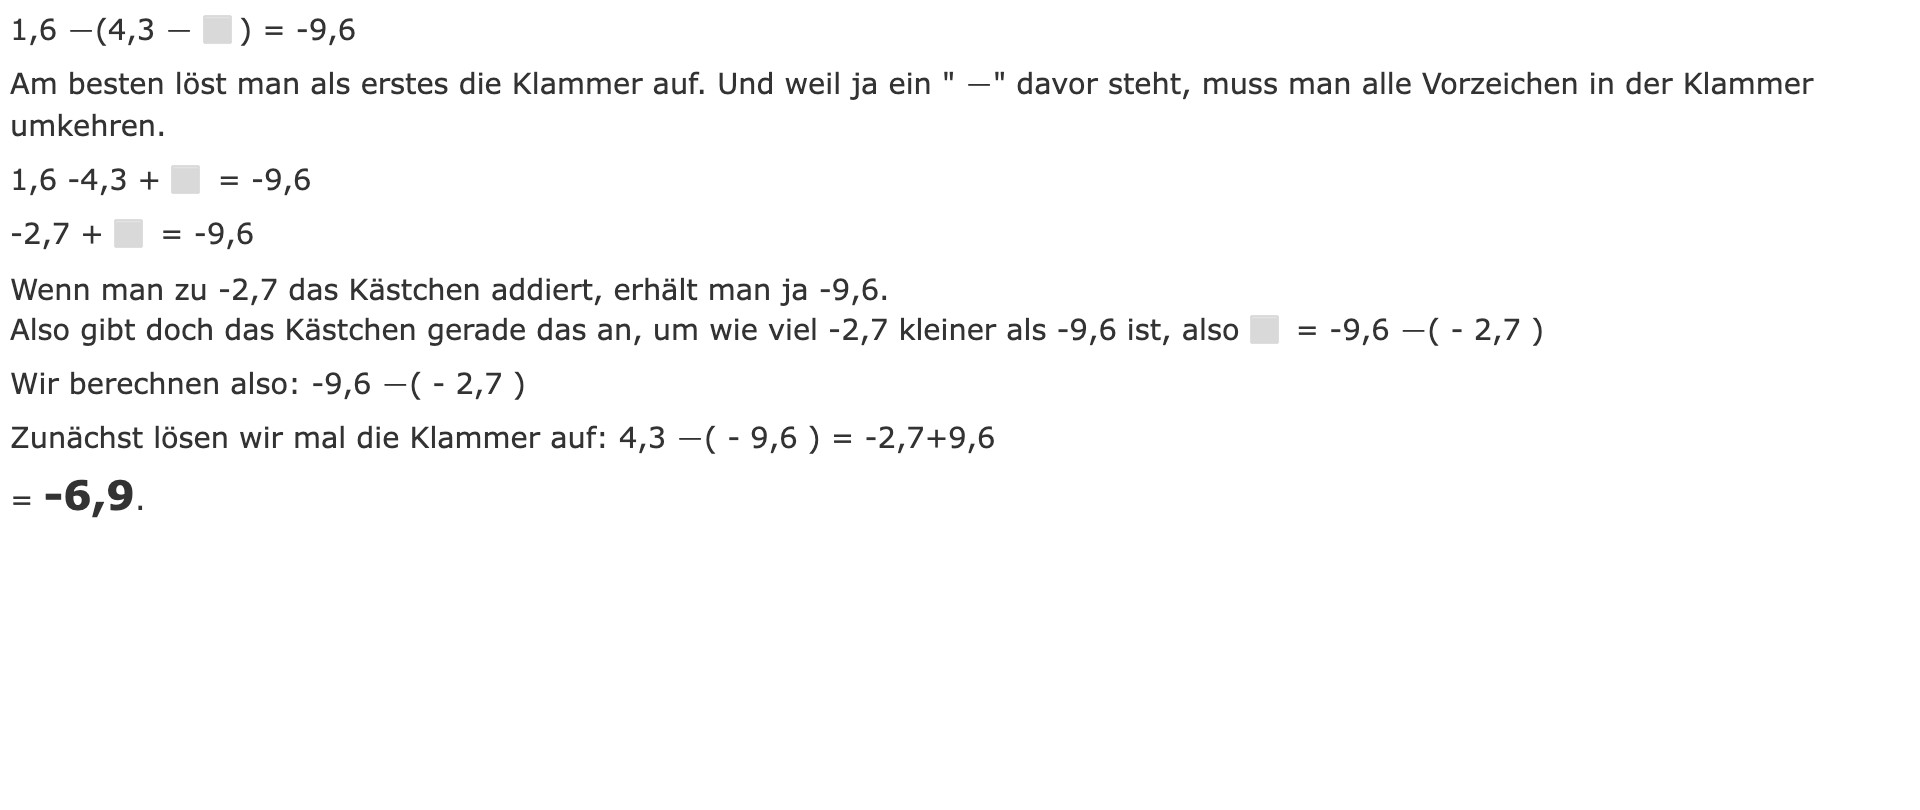 1,6 —(4,3 — ) = -9,6
Am besten löst man als erstes die Klammer auf. Und weil ja ein " —" davor steht, muss man alle Vorzeichen in der Klammer
umkehren.
1,6 -4,3 + = -9,6
-2,7 + = -9,6
Wenn man zu -2,7 das Kästchen addiert, erhält man ja -9,6.
Also gibt doch das Kästchen gerade das an, um wie viel -2,7 kleiner als -9,6 ist, also = -9,6 —( - 2,7 )
Wir berechnen also: -9,6 —( - 2,7 )
Zunächst lösen wir mal die Klammer auf: 4,3 —( - 9,6 ) = -2,7+9,6
= -6,9.